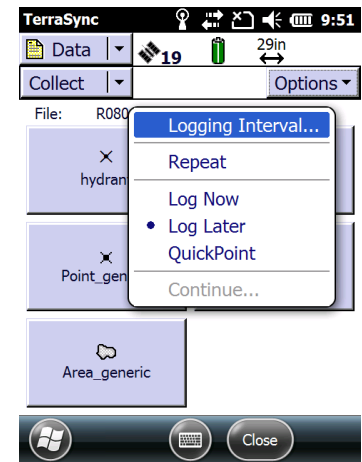 TerraSync 9:51
Data 19 29in
Collect Options
File: R080
Logging Interval...
Repeat
Log Now
Log Later
QuickPoint
Continue...
hydran
Point_gen
Area_generic
Close